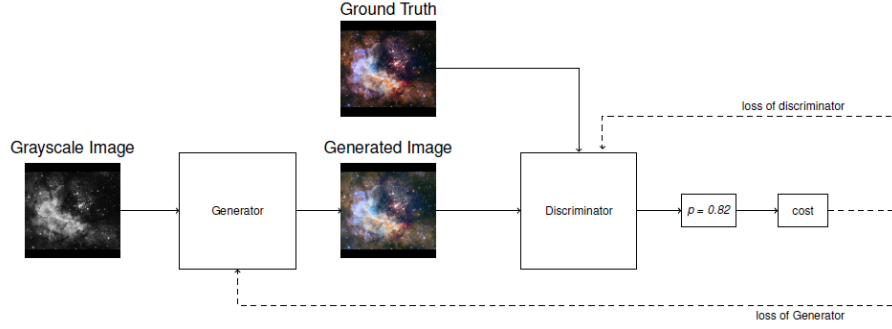 Ground Truth
loss of discriminator
Grayscale Image
Generated Image
Generator
Discriminator
p = 0.82
cost
loss of Generator